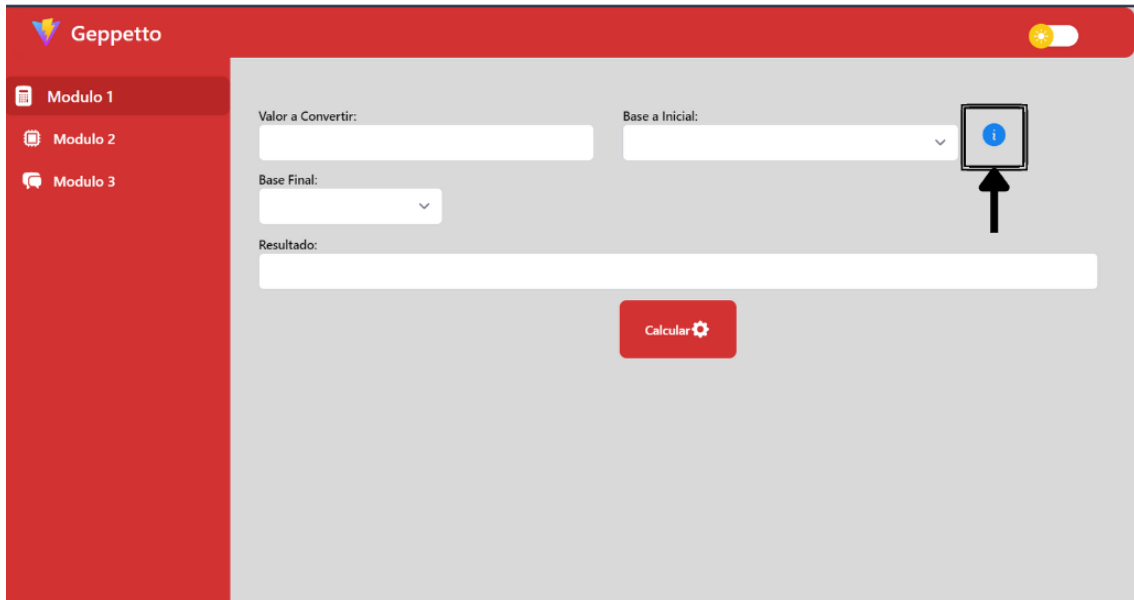 Geppetto
Modulo 1
Modulo 2
Modulo 3
Valor a Convertir:
Base a Inicial:
i
Base Final:
Resultado:
Calcular